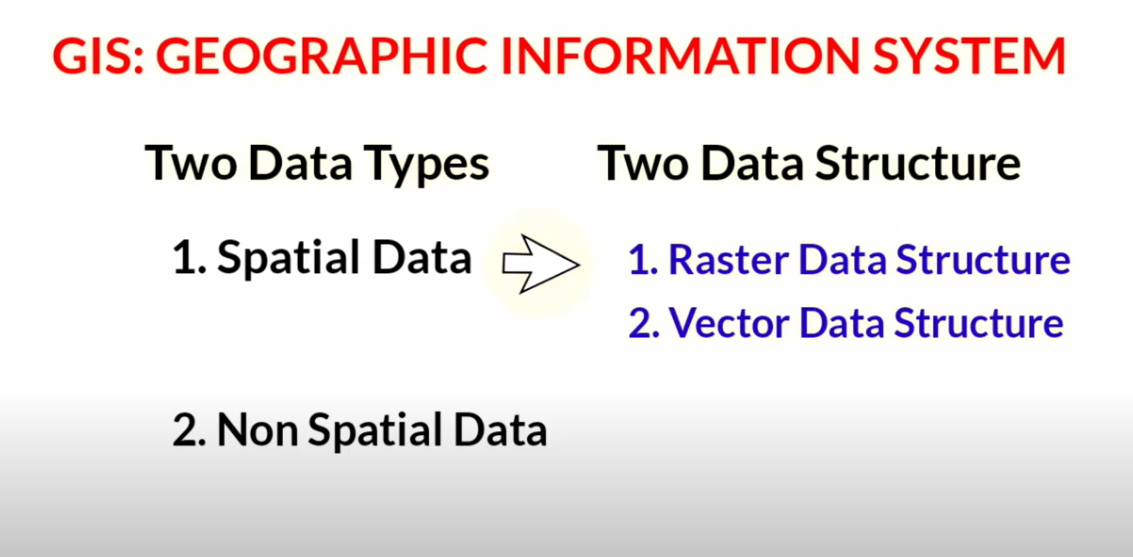 GIS: GEOGRAPHIC INFORMATION SYSTEM
Two Data Types
Two Data Structure
1. Spatial Data
1. Raster Data Structure
2. Vector Data Structure
2. Non Spatial Data